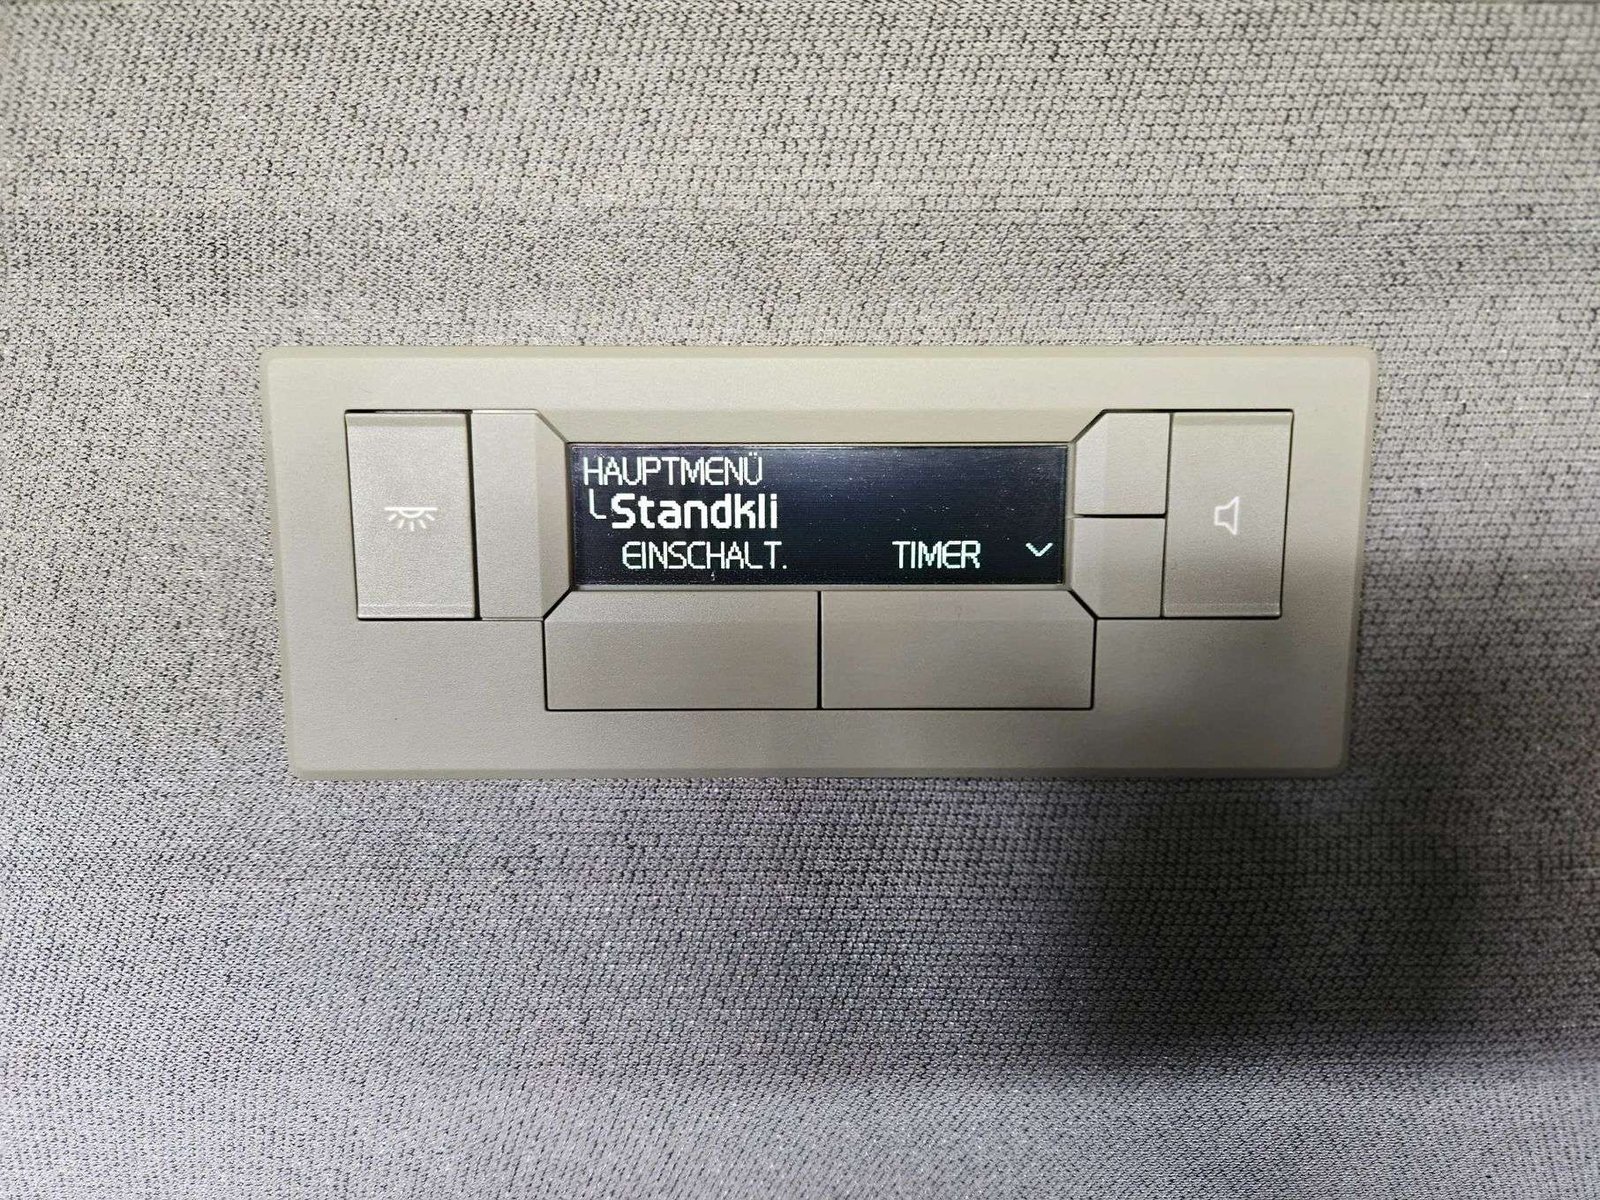 HAUPTMENÜ
Standkli
EINSCHALT. TIMER